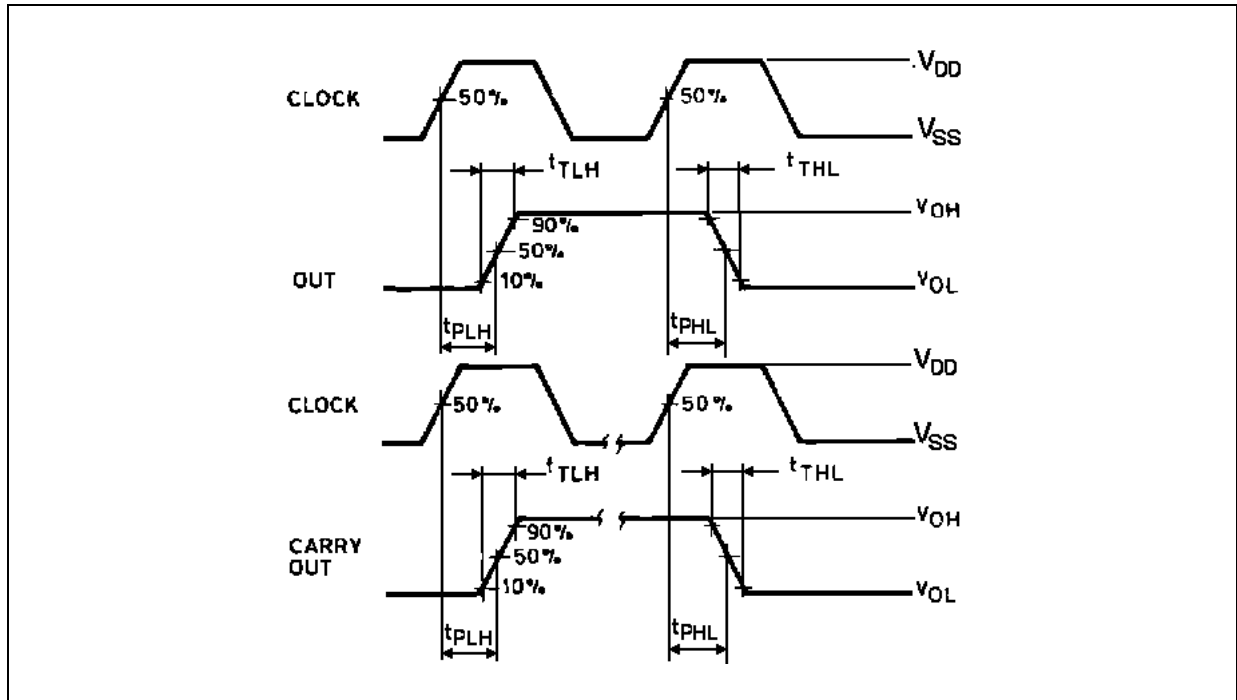 VDD
CLOCK 50% 50%
VSS
tTLH tTHL
VOH
90%
50%
OUT 10% VOL
tPLH tPHL
VDD
CLOCK 50% 50%
VSS
tTLH tTHL
VOH
90%
CARRY
OUT
50%
10% VOL
tPLH tPHL